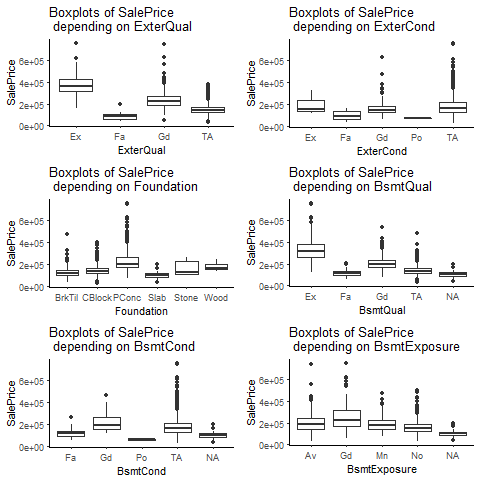 Boxplots of SalePrice
depending on ExterQual
SalePrice
6e+05
4e+05
2e+05
0e+00
Ex Fa Gd TA
ExterQual
Boxplots of SalePrice
depending on ExterCond
SalePrice
6e+05
4e+05
2e+05
0e+00
Ex Fa Gd Po TA
ExterCond
Boxplots of SalePrice
depending on Foundation
SalePrice
6e+05
4e+05
2e+05
0e+00
BrkTil CBlock PConc Slab Stone Wood
Foundation
Boxplots of SalePrice
depending on BsmtQual
SalePrice
6e+05
4e+05
2e+05
0e+00
Ex Fa Gd TA NA
BsmtQual
Boxplots of SalePrice
depending on BsmtCond
SalePrice
6e+05
4e+05
2e+05
0e+00
Fa Gd Po TA NA
BsmtCond
Boxplots of SalePrice
depending on BsmtExposure
SalePrice
6e+05
4e+05
2e+05
0e+00
Av Gd Mn No NA
BsmtExposure